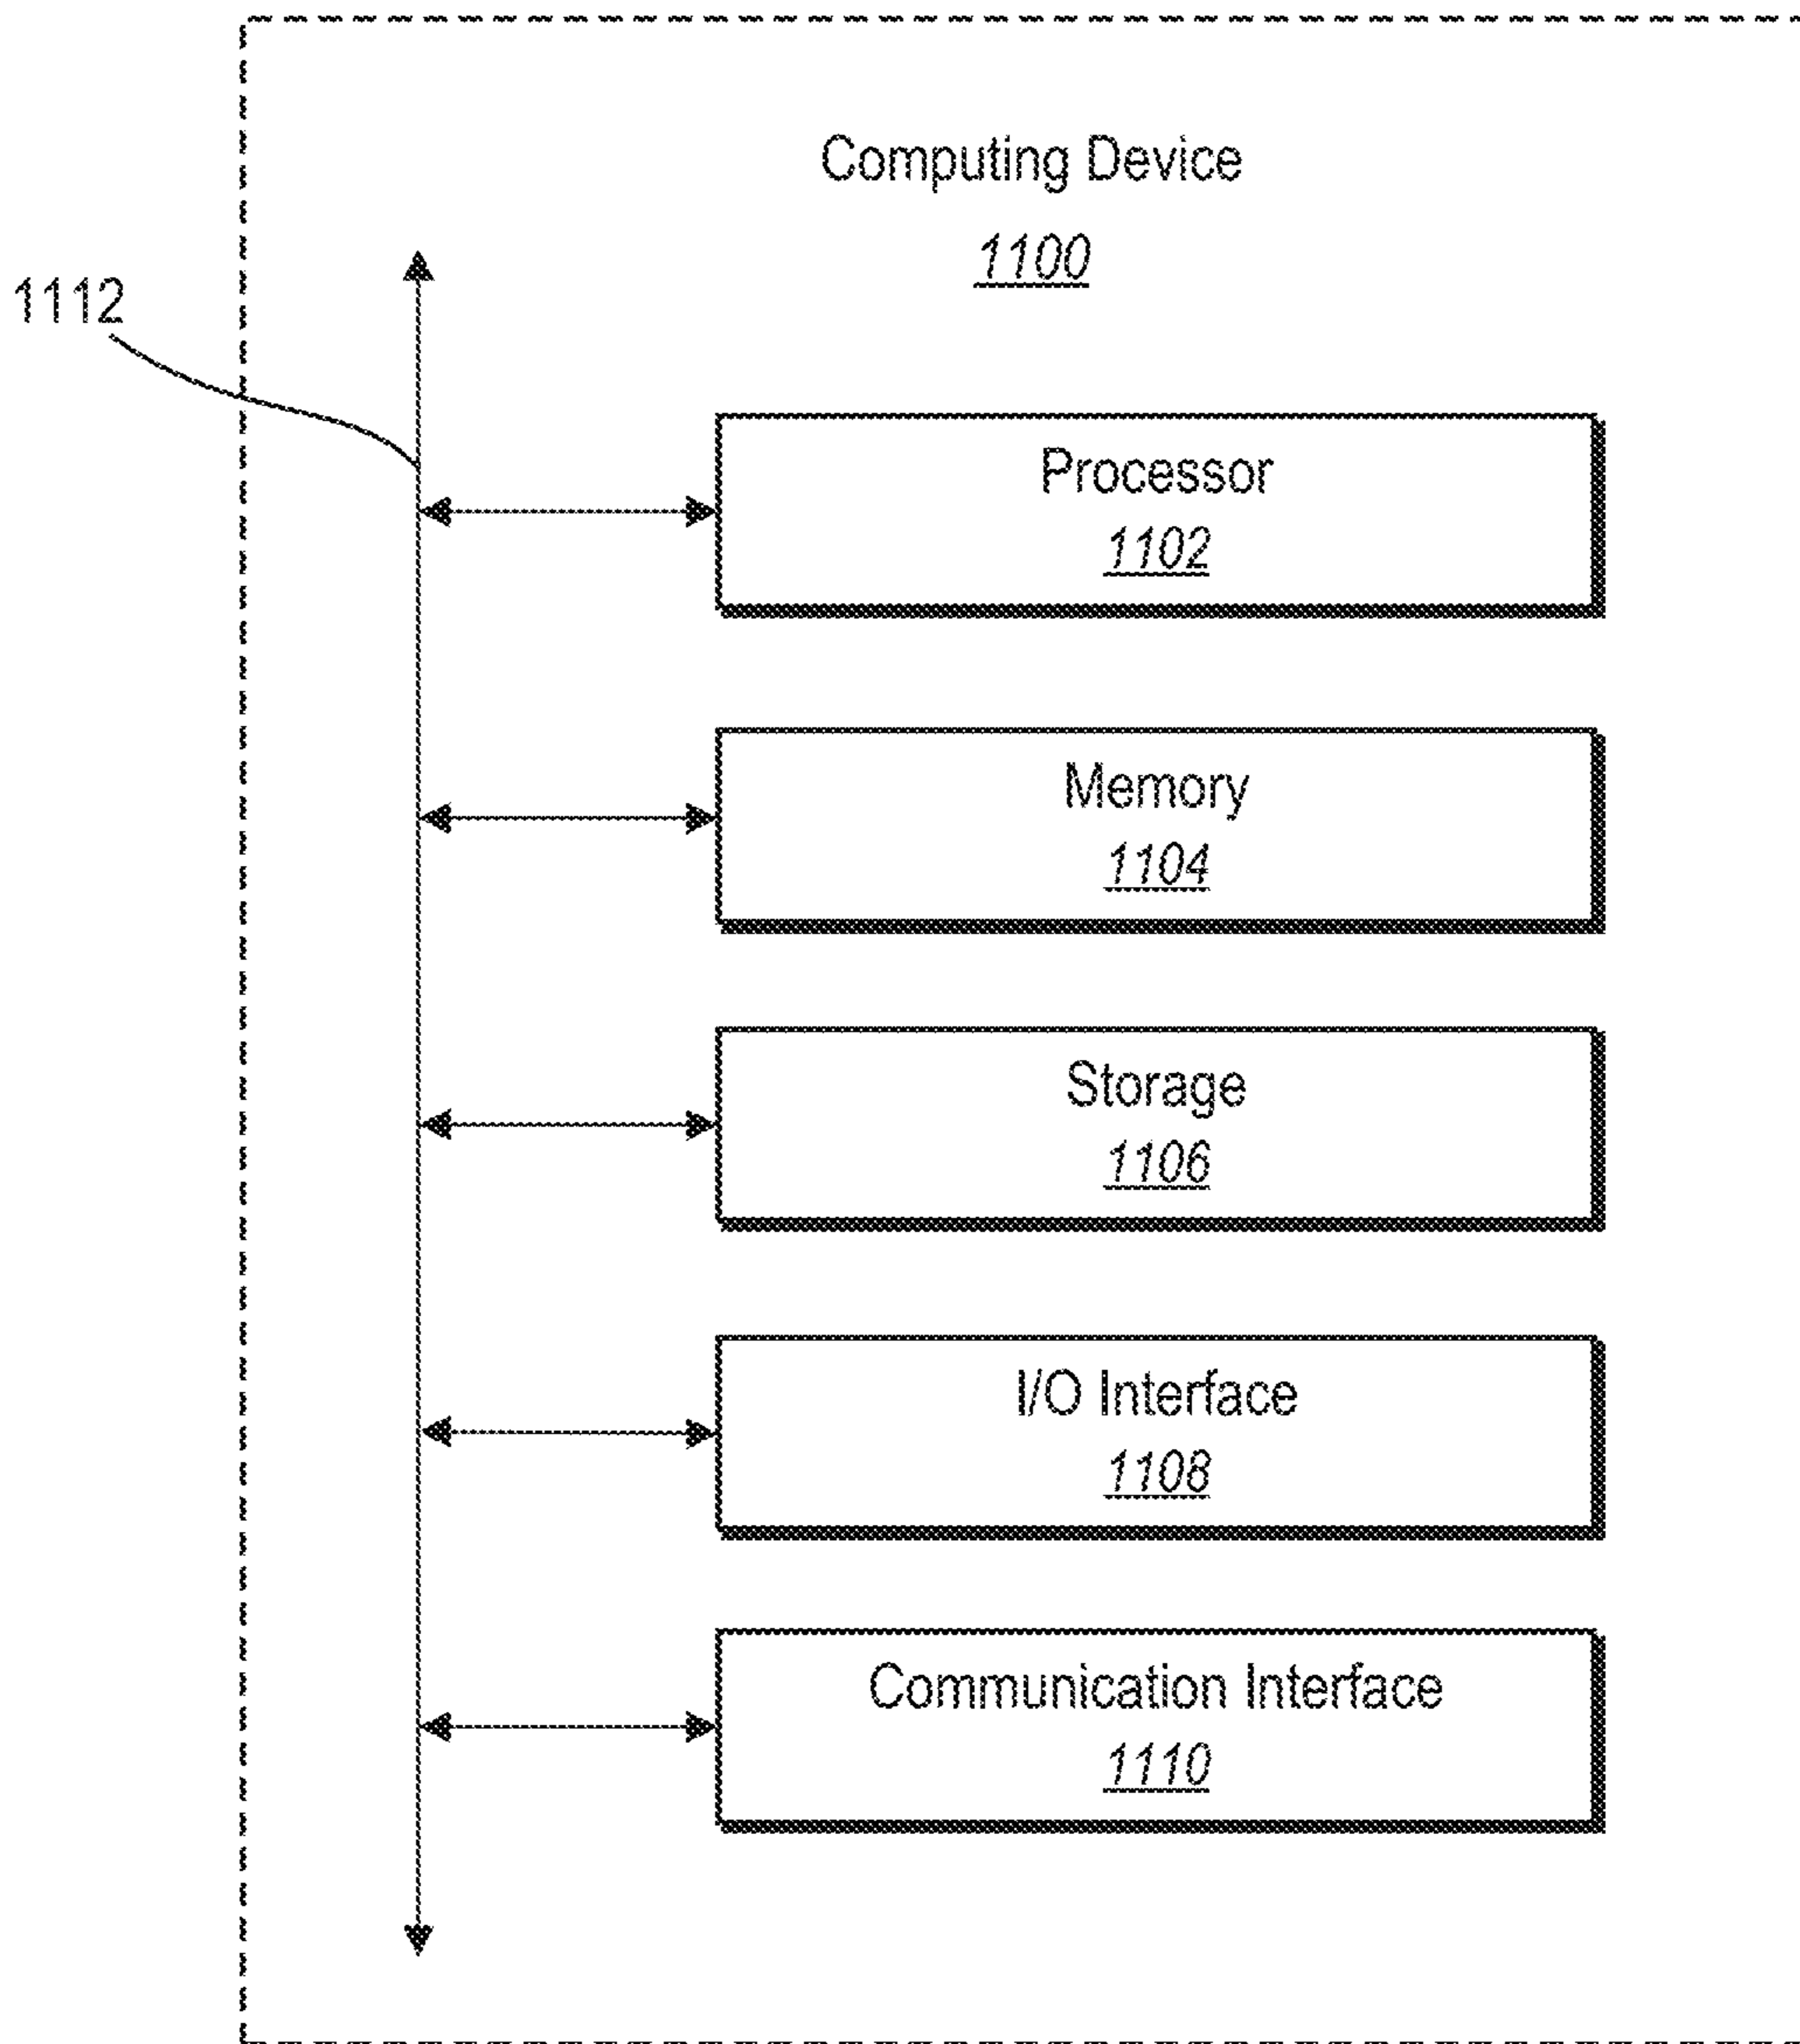 Computing Device
1100
1112
Processor
1102
Memory
1104
Storage
1106
I/O Interface
1108
Communication Interface
1110